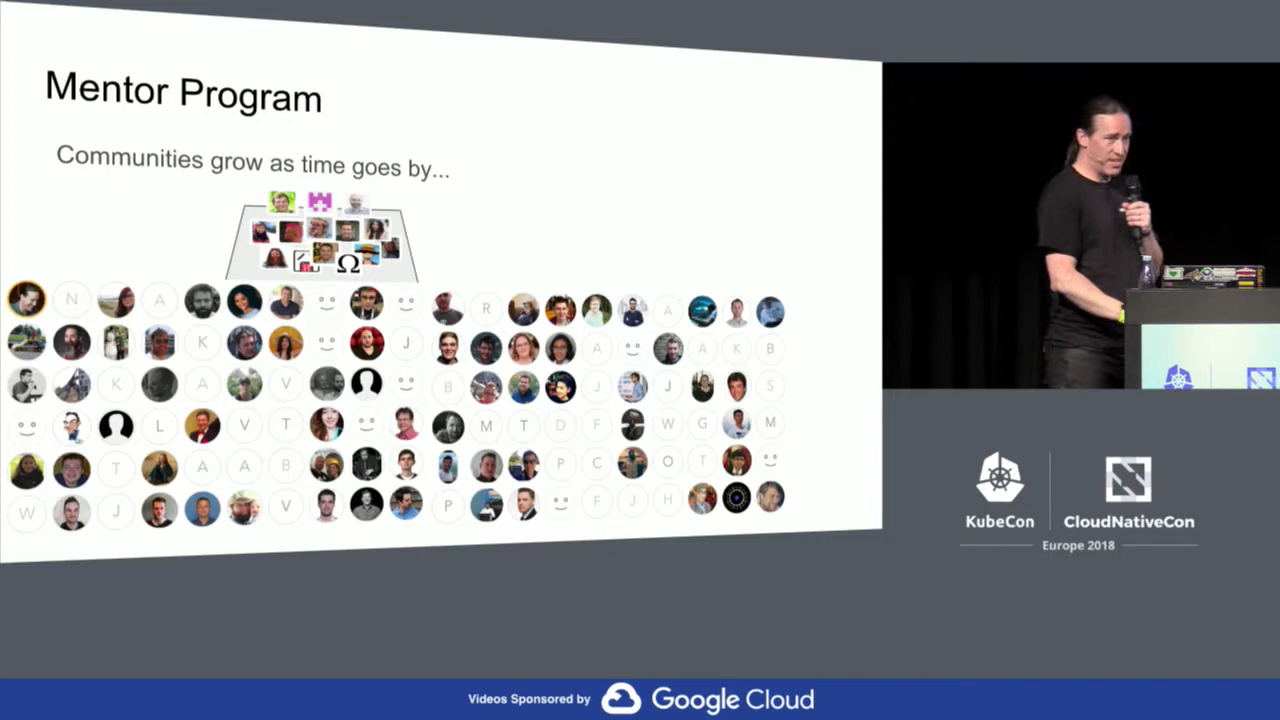 Mentor Program
Communities grow as time goes by...
Ω
N A R A
K J A A K B
K A V B J J S
L V T M T D F W G M
T A A B P C O T
W J V P F J H
KubeCon CloudNativeCon
Europe 2018
Videos Sponsored by Google Cloud